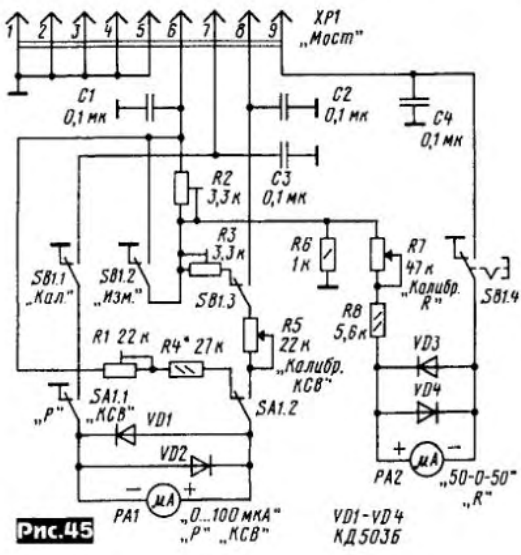 1 2 3 4 5 6 7 8 9 XP1
„Мост"
C1
0,1 мк
C2
0,1 мк
C4
0,1 мк
C3
0,1 мк
R2
3,3 к
R3
3,3 к
R6
1 к
R7
47 к
„Калибр.
R"
SB1.1
„Кал."
SB1.2
„Изм."
SB1.3
SB1.4
R1 22 к
R4* 27 к
R5
22 к
„Калибр.
КСВ"
R8
5,6 к
„P"
SA1.1
„КСВ"
SA1.2
VD1
VD2
VD3
VD4
− μA +
PA1
„0...100 мкА"
„P" „КСВ"
+ μA −
PA2
„50-0-50"
„R"
VD1-VD4
КД503Б
Рис.45